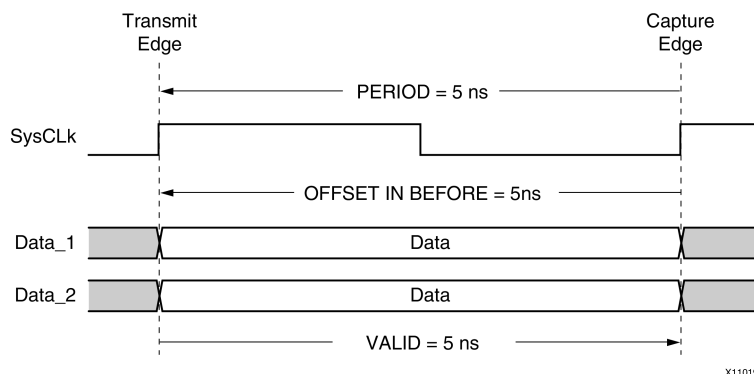 Transmit
Edge
Capture
Edge
PERIOD = 5 ns
SysCLk
OFFSET IN BEFORE = 5ns
Data_1
Data
Data_2
Data
VALID = 5 ns